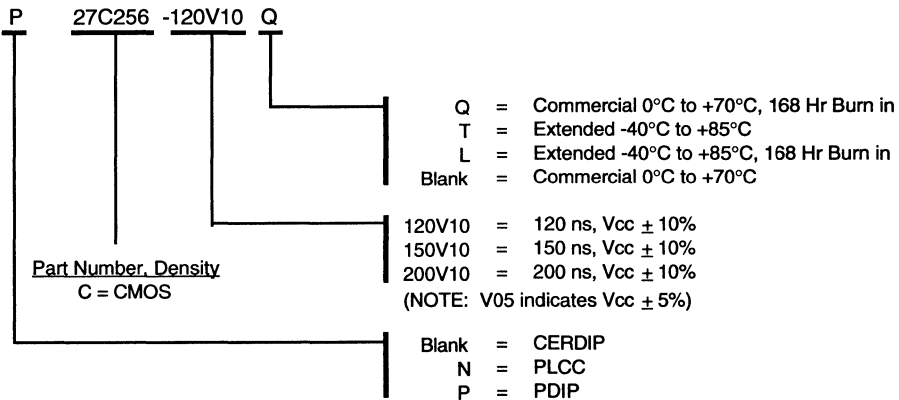 P 27C256 -120V10 Q
Q = Commercial 0°C to +70°C, 168 Hr Burn in
T = Extended -40°C to +85°C
L = Extended -40°C to +85°C, 168 Hr Burn in
Blank = Commercial 0°C to +70°C
120V10 = 120 ns, Vcc ± 10%
150V10 = 150 ns, Vcc ± 10%
200V10 = 200 ns, Vcc ± 10%
(NOTE: V05 indicates Vcc ± 5%)
Part Number, Density
C = CMOS
Blank = CERDIP
N = PLCC
P = PDIP